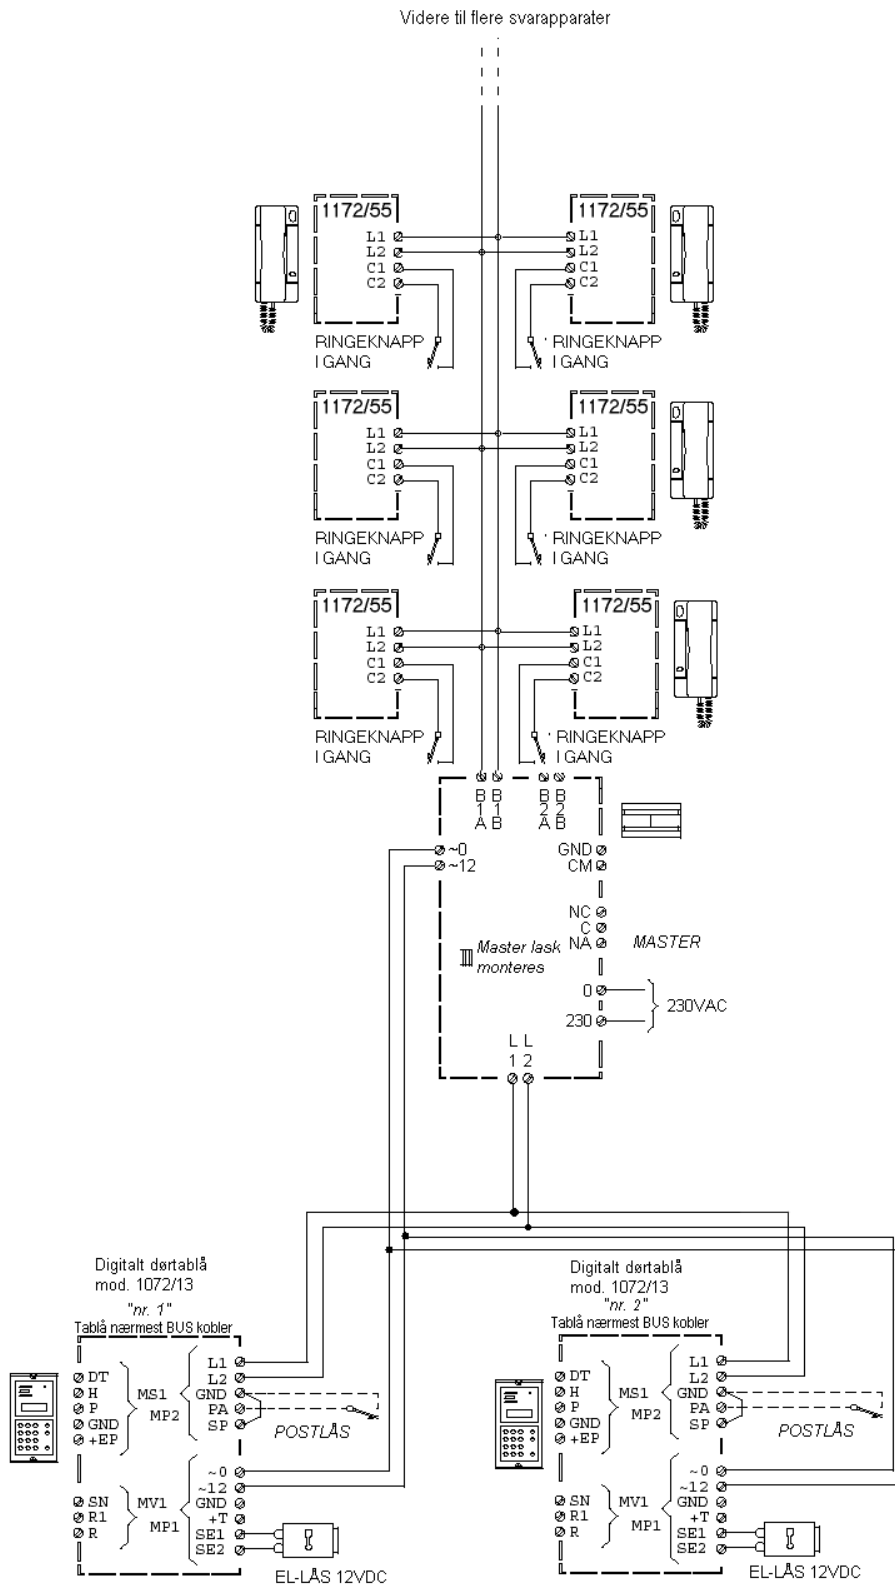 Videre til flere svarapparater
1172/55
L1
L2
C1
C2
RINGEKNAPP
I GANG
1172/55
L1
L2
C1
C2
RINGEKNAPP
I GANG
1172/55
L1
L2
C1
C2
RINGEKNAPP
I GANG
1172/55
L1
L2
C1
C2
RINGEKNAPP
I GANG
1172/55
L1
L2
C1
C2
RINGEKNAPP
I GANG
1172/55
L1
L2
C1
C2
RINGEKNAPP
I GANG
B1A B1B B2A B2B
~0
~12
GND
CM
NC
C
NA
MASTER
Master lask
monteres
0
230
230VAC
L1 L2
Digitalt dørtablå
mod. 1072/13
"nr. 1"
Tablå nærmest BUS kobler
DT
H
P
GND
+EP
MS1
MP2
L1
L2
GND
PA
SP
POSTLÅS
SN
R1
R
MV1
MP1
~0
~12
GND
+T
SE1
SE2
EL-LÅS 12VDC
Digitalt dørtablå
mod. 1072/13
"nr. 2"
Tablå nærmest BUS kobler
DT
H
P
GND
+EP
MS1
MP2
L1
L2
GND
PA
SP
POSTLÅS
SN
R1
R
MV1
MP1
~0
~12
GND
+T
SE1
SE2
EL-LÅS 12VDC